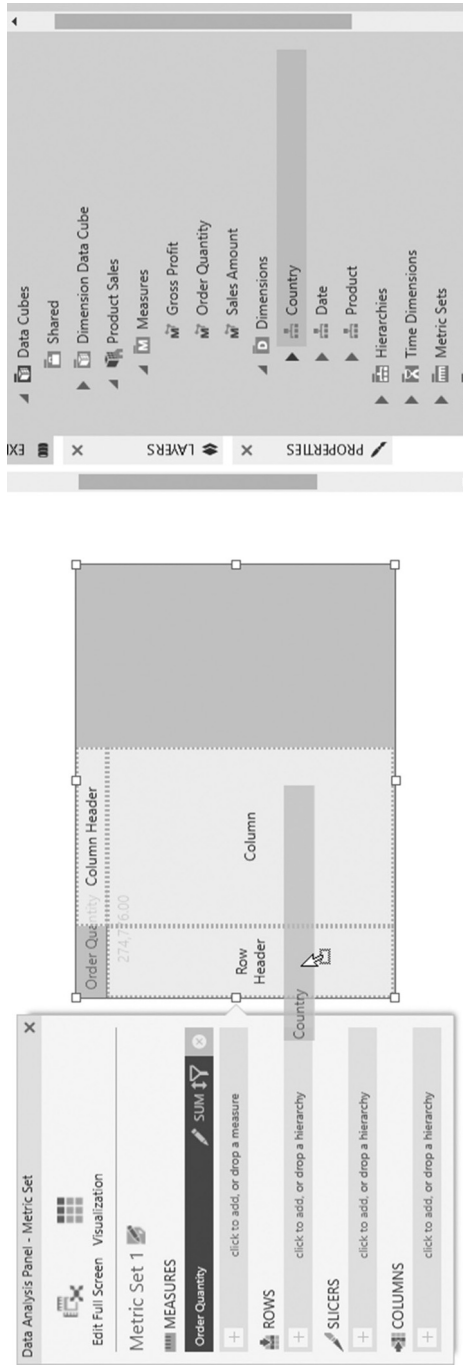 Data Analysis Panel - Metric Set
Edit Full Screen Visualization
Metric Set 1
MEASURES
Order Quantity SUM
click to add, or drop a measure
ROWS
click to add, or drop a hierarchy
SLICERS
click to add, or drop a hierarchy
COLUMNS
click to add, or drop a hierarchy
Order Quantity Column Header
274,776.00
Row
Header
Column
Country
EX
LAYERS
PROPERTIES
Data Cubes
Shared
Dimension Data Cube
Product Sales
Measures
Gross Profit
Order Quantity
Sales Amount
Dimensions
Country
Date
Product
Hierarchies
Time Dimensions
Metric Sets